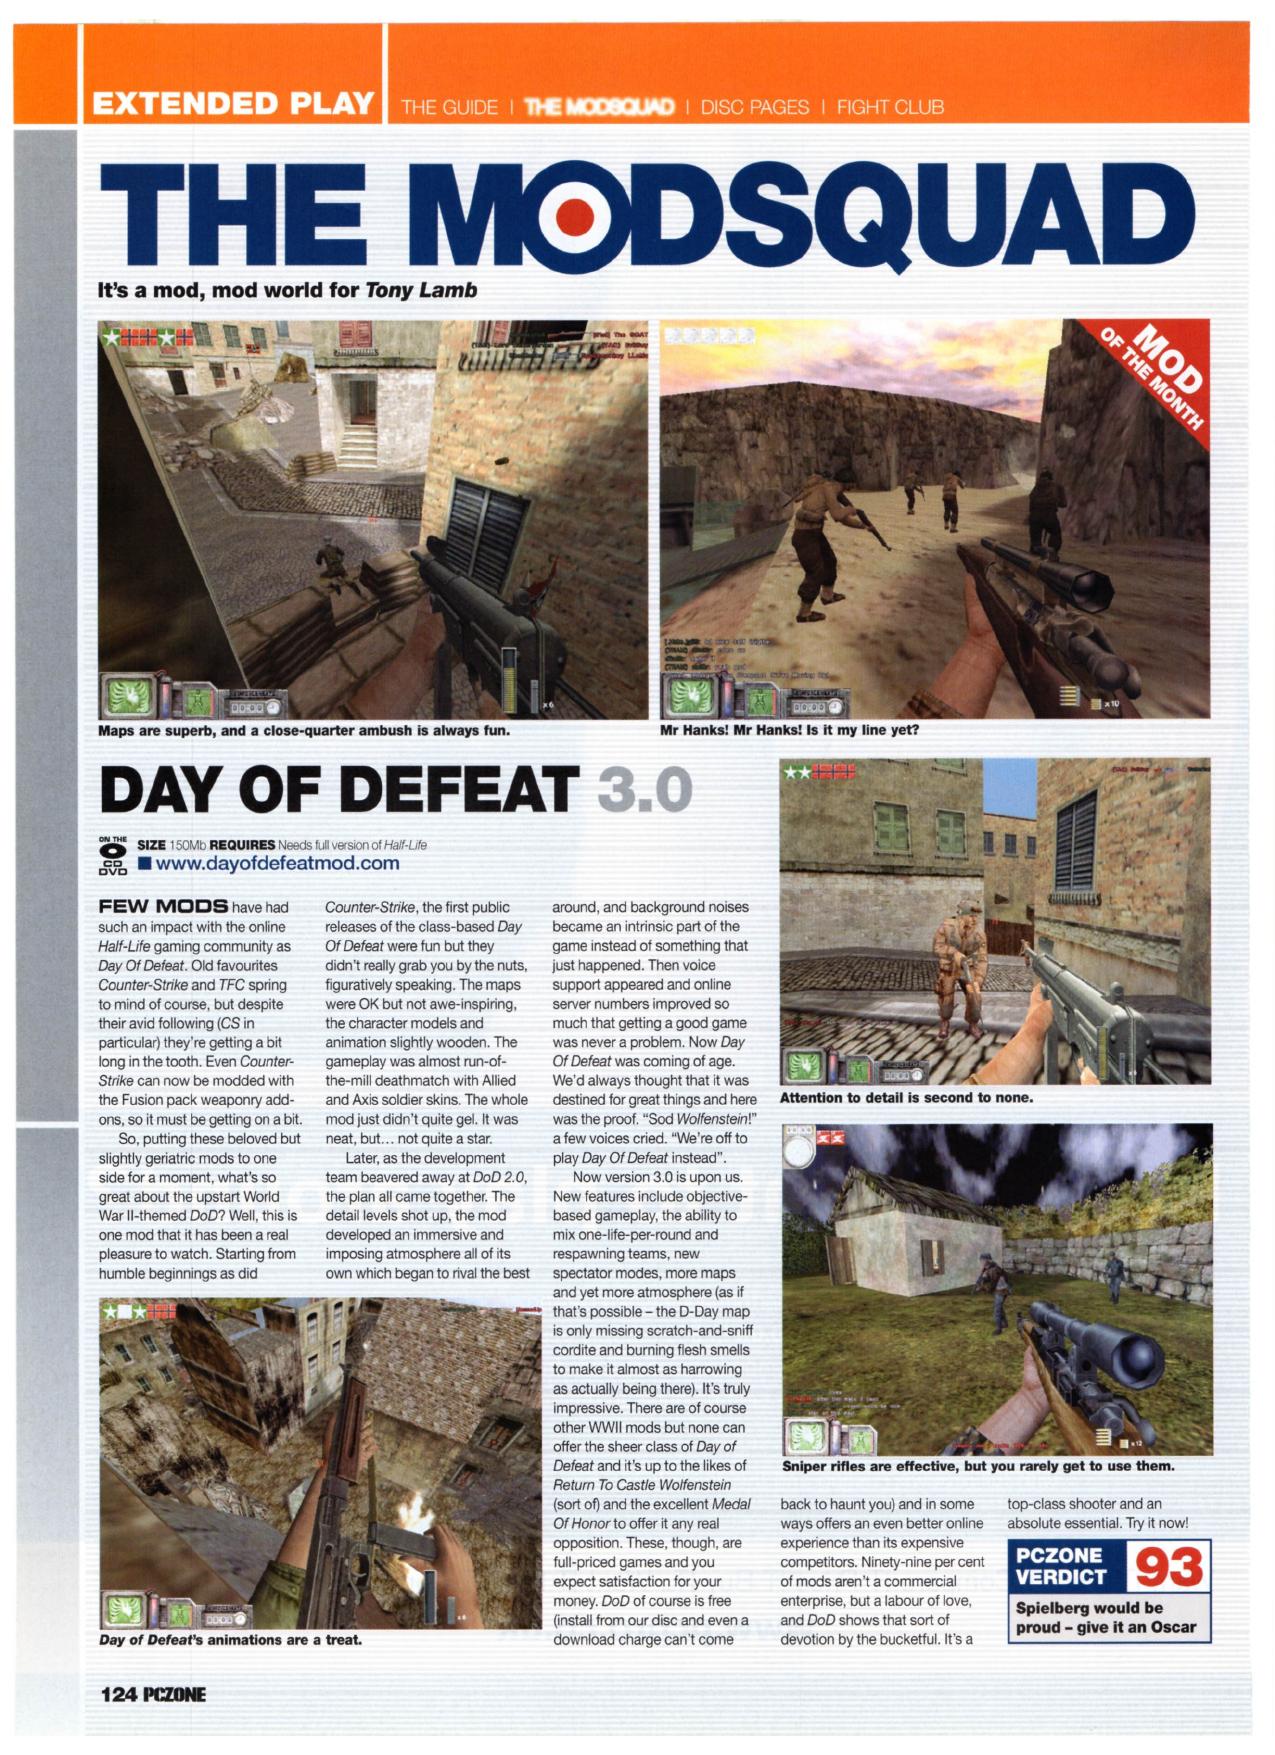 EXTENDED PLAY
THE GUIDE | THE MODSQUAD | DISC PAGES | FIGHT CLUB
THE MODSQUAD
It's a mod, mod world for Tony Lamb
MOD
OF THE MONTH
x6
x10
Maps are superb, and a close-quarter ambush is always fun.
Mr Hanks! Mr Hanks! Is it my line yet?
DAY OF DEFEAT 3.0
ON THE
CD
DVD
SIZE 150Mb REQUIRES Needs full version of Half-Life
www.dayofdefeatmod.com
FEW MODS have had
such an impact with the online
Half-Life gaming community as
Day Of Defeat. Old favourites
Counter-Strike and TFC spring
to mind of course, but despite
their avid following (CS in
particular) they're getting a bit
long in the tooth. Even Counter-
Strike can now be modded with
the Fusion pack weaponry add-
ons, so it must be getting on a bit.
So, putting these beloved but
slightly geriatric mods to one
side for a moment, what's so
great about the upstart World
War II-themed DoD? Well, this is
one mod that it has been a real
pleasure to watch. Starting from
humble beginnings as did
Counter-Strike, the first public
releases of the class-based Day
Of Defeat were fun but they
didn't really grab you by the nuts,
figuratively speaking. The maps
were OK but not awe-inspiring,
the character models and
animation slightly wooden. The
gameplay was almost run-of-
the-mill deathmatch with Allied
and Axis soldier skins. The whole
mod just didn't quite gel. It was
neat, but... not quite a star.
Later, as the development
team beavered away at DoD 2.0,
the plan all came together. The
detail levels shot up, the mod
developed an immersive and
imposing atmosphere all of its
own which began to rival the best
around, and background noises
became an intrinsic part of the
game instead of something that
just happened. Then voice
support appeared and online
server numbers improved so
much that getting a good game
was never a problem. Now Day
Of Defeat was coming of age.
We'd always thought that it was
destined for great things and here
was the proof. “Sod Wolfenstein!”
a few voices cried. “We're off to
play Day Of Defeat instead”.
Now version 3.0 is upon us.
New features include objective-
based gameplay, the ability to
mix one-life-per-round and
respawning teams, new
spectator modes, more maps
and yet more atmosphere (as if
that's possible – the D-Day map
is only missing scratch-and-sniff
cordite and burning flesh smells
to make it almost as harrowing
as actually being there). It's truly
impressive. There are of course
other WWII mods but none can
offer the sheer class of Day of
Defeat and it's up to the likes of
Return To Castle Wolfenstein
(sort of) and the excellent Medal
Of Honor to offer it any real
opposition. These, though, are
full-priced games and you
expect satisfaction for your
money. DoD of course is free
(install from our disc and even a
download charge can't come
Attention to detail is second to none.
x12
Sniper rifles are effective, but you rarely get to use them.
back to haunt you) and in some
ways offers an even better online
experience than its expensive
competitors. Ninety-nine per cent
of mods aren't a commercial
enterprise, but a labour of love,
and DoD shows that sort of
devotion by the bucketful. It's a
top-class shooter and an
absolute essential. Try it now!
PCZONE
VERDICT 93
Spielberg would be
proud – give it an Oscar
Day of Defeat's animations are a treat.
124 PCZONE